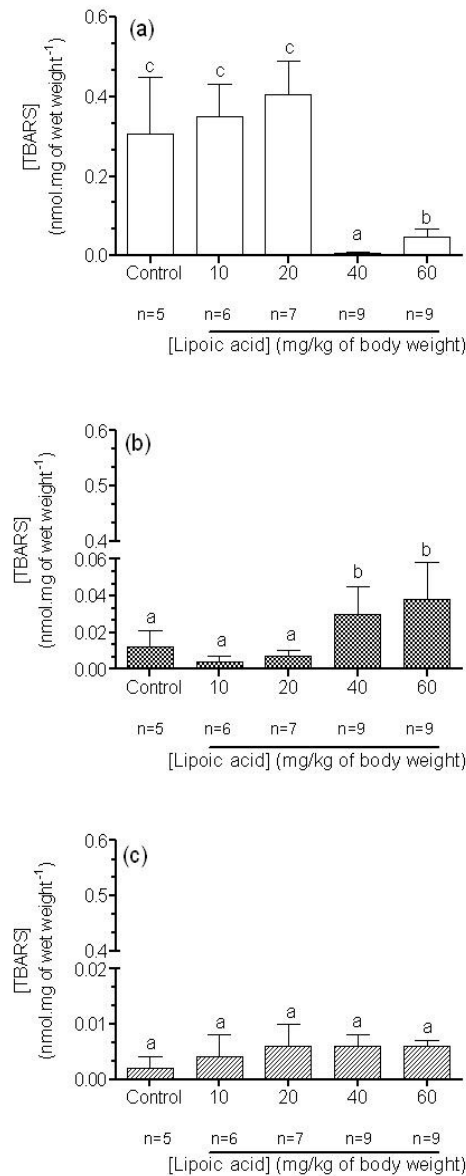 (a)
0.6
0.4
0.2
0.0
[TBARS]
(nmol.mg of wet weight⁻¹)
c c c a b
Control 10 20 40 60
n=5 n=6 n=7 n=9 n=9
[Lipoic acid] (mg/kg of body weight)
(b)
0.6
0.5
0.4
0.06
0.04
0.02
0.00
[TBARS]
(nmol.mg of wet weight⁻¹)
a a a b b
Control 10 20 40 60
n=5 n=6 n=7 n=9 n=9
[Lipoic acid] (mg/kg of body weight)
(c)
0.6
0.5
0.4
0.02
0.01
0.00
[TBARS]
(nmol.mg of wet weight⁻¹)
a a a a a
Control 10 20 40 60
n=5 n=6 n=7 n=9 n=9
[Lipoic acid] (mg/kg of body weight)